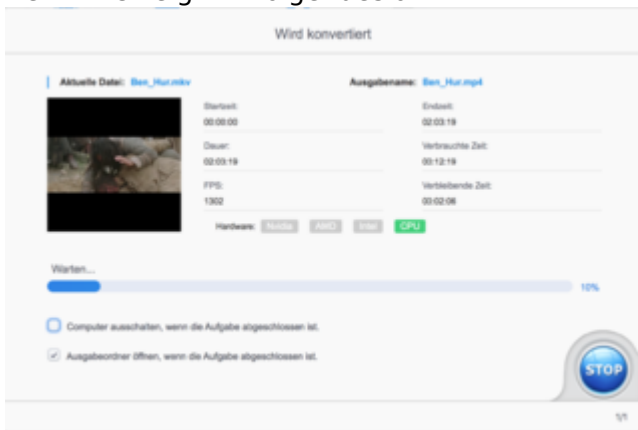 Wird konvertiert
Aktuelle Datei: Ben_Hur.mkv Ausgabename: Ben_Hur.mp4
Startzeit: Endzeit:
00:00:00 02:03:19
Dauer: Verbrauchte Zeit:
02:03:19 00:12:19
FPS: Verbleibende Zeit:
1302 00:02:06
Hardware: Nvidia AMD Intel CPU
Warten...
10%
Computer ausschalten, wenn die Aufgabe abgeschlossen ist.
Ausgabeordner öffnen, wenn die Aufgabe abgeschlossen ist.
STOP
1/1